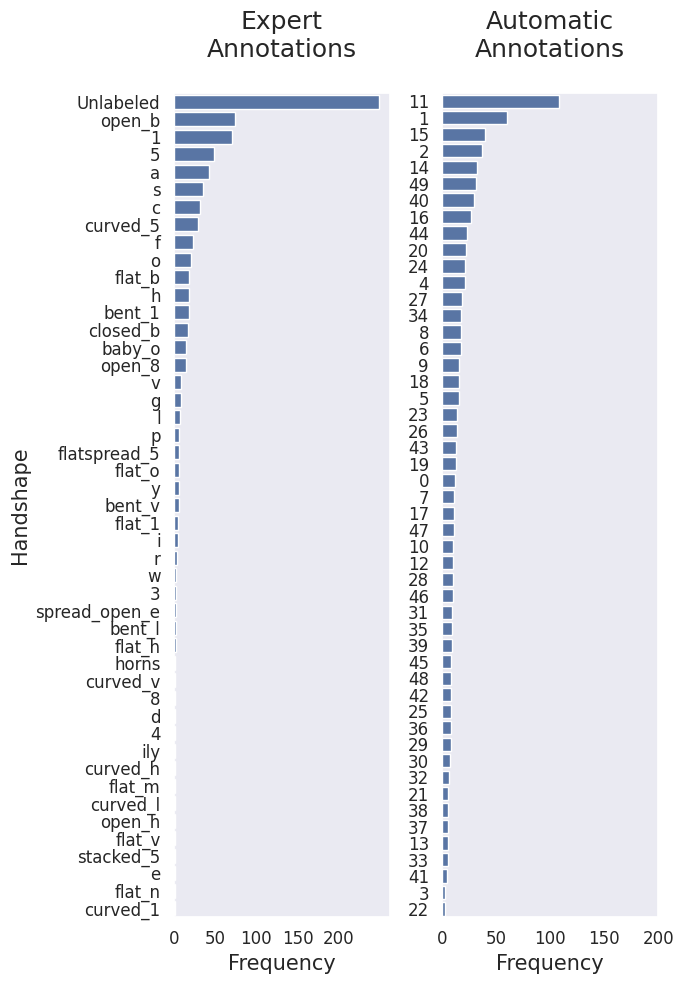 Expert
Annotations
Automatic
Annotations
Handshape
Unlabeled
open_b
1
5
a
s
c
curved_5
f
o
flat_b
h
bent_1
closed_b
baby_o
open_8
v
g
l
p
flatspread_5
flat_o
y
bent_v
flat_1
i
r
w
3
spread_open_e
bent_l
flat_h
horns
curved_v
8
d
4
ily
curved_h
flat_m
curved_l
open_h
flat_v
stacked_5
e
flat_n
curved_1
0 50 100 150 200
Frequency
11
1
15
2
14
49
40
16
44
20
24
4
27
34
8
6
9
18
5
23
26
43
19
0
7
17
47
10
12
28
46
31
35
39
45
48
42
25
36
29
30
32
21
38
37
13
33
41
3
22
0 50 100 150 200
Frequency